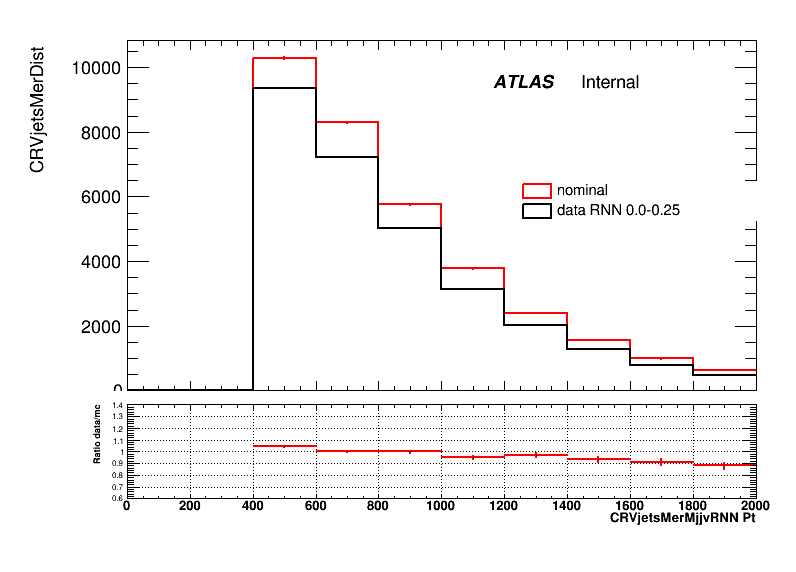 CRVjetsMerDist
10000
8000
6000
4000
2000
0
ATLAS Internal
nominal
data RNN 0.0-0.25
Ratio data/mc
1.4
1.3
1.2
1.1
1
0.9
0.8
0.7
0.6
0 200 400 600 800 1000 1200 1400 1600 1800 2000
CRVjetsMerMjjvRNN Pt